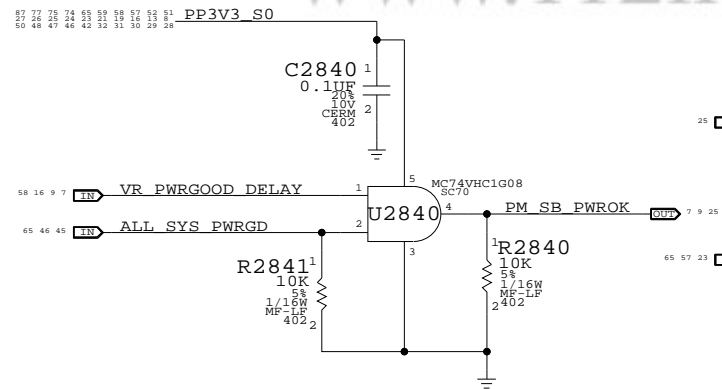 87 77 75 74 65 59 58 57 52 51
27 26 25 24 23 21 19 16 13 8
50 48 47 46 42 32 31 30 29 28
PP3V3_S0
C2840
1
0.1UF
20%
10V
CERM
402
2
25
5
MC74VHC1G08
SC70
58 16 9 7
IN
VR_PWRGOOD_DELAY
1
U2840
4
PM_SB_PWROK
OUT
7 9 25
65 46 45
IN
ALL_SYS_PWRGD
2
3
R2841
1
10K
5%
1/16W
MF-LF
402
2
1
R2840
10K
5%
1/16W
MF-LF
402
2
65 57 23